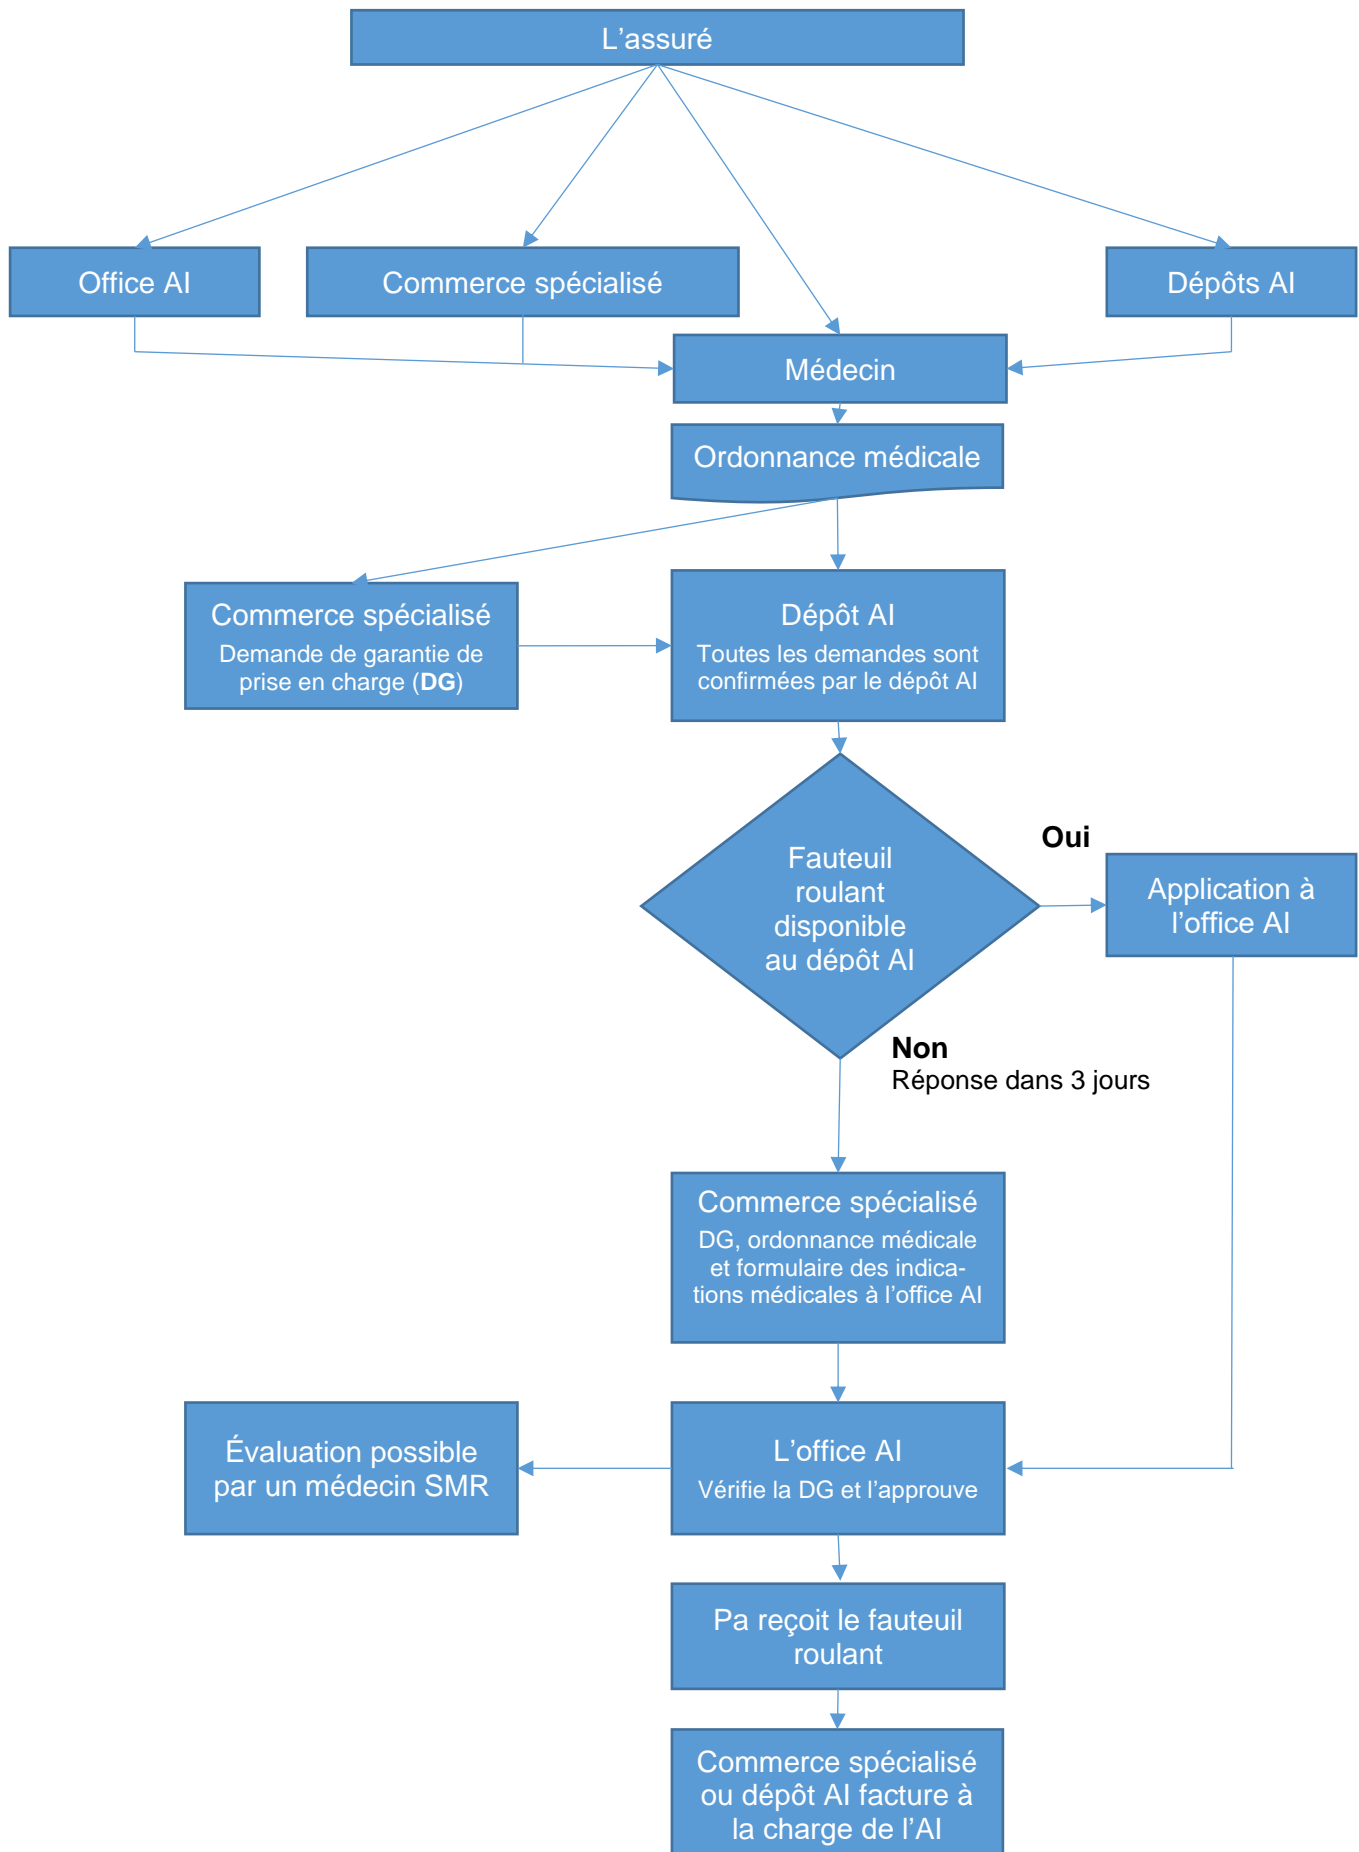 L’assuré
Office AI
Commerce spécialisé
Dépôts AI
Médecin
Ordonnance médicale
Commerce spécialisé
Demande de garantie de
prise en charge (DG)
Dépôt AI
Toutes les demandes sont
confirmées par le dépôt AI
Fauteuil
roulant
disponible
au dépôt AI
Oui
Application à
l’office AI
Non
Réponse dans 3 jours
Commerce spécialisé
DG, ordonnance médicale
et formulaire des indica-
tions médicales à l’office AI
Évaluation possible
par un médecin SMR
L’office AI
Vérifie la DG et l’approuve
Pa reçoit le fauteuil
roulant
Commerce spécialisé
ou dépôt AI facture à
la charge de l’AI